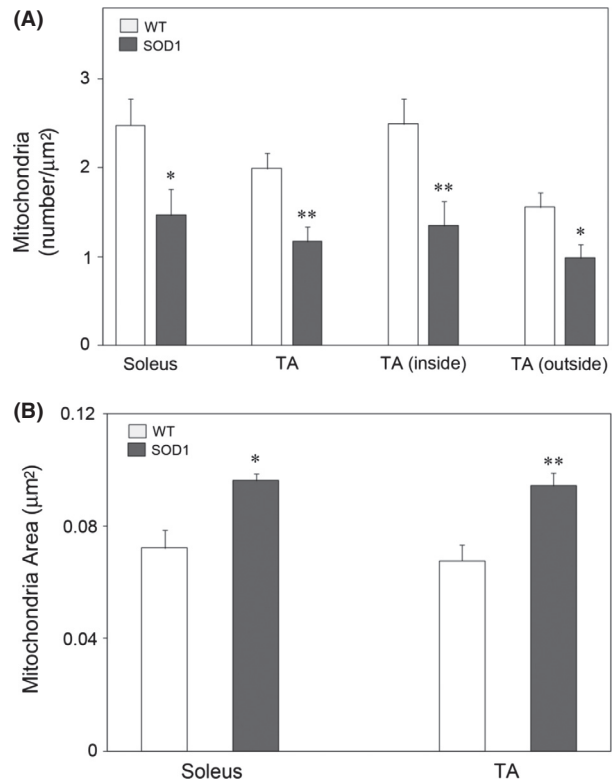 (A)
WT
SOD1
Mitochondria
(number/μm²)
3
2
1
0
*
**
**
*
Soleus TA TA (inside) TA (outside)
(B)
WT
SOD1
Mitochondria Area (μm²)
0.12
0.08
0.04
0
*
**
Soleus TA